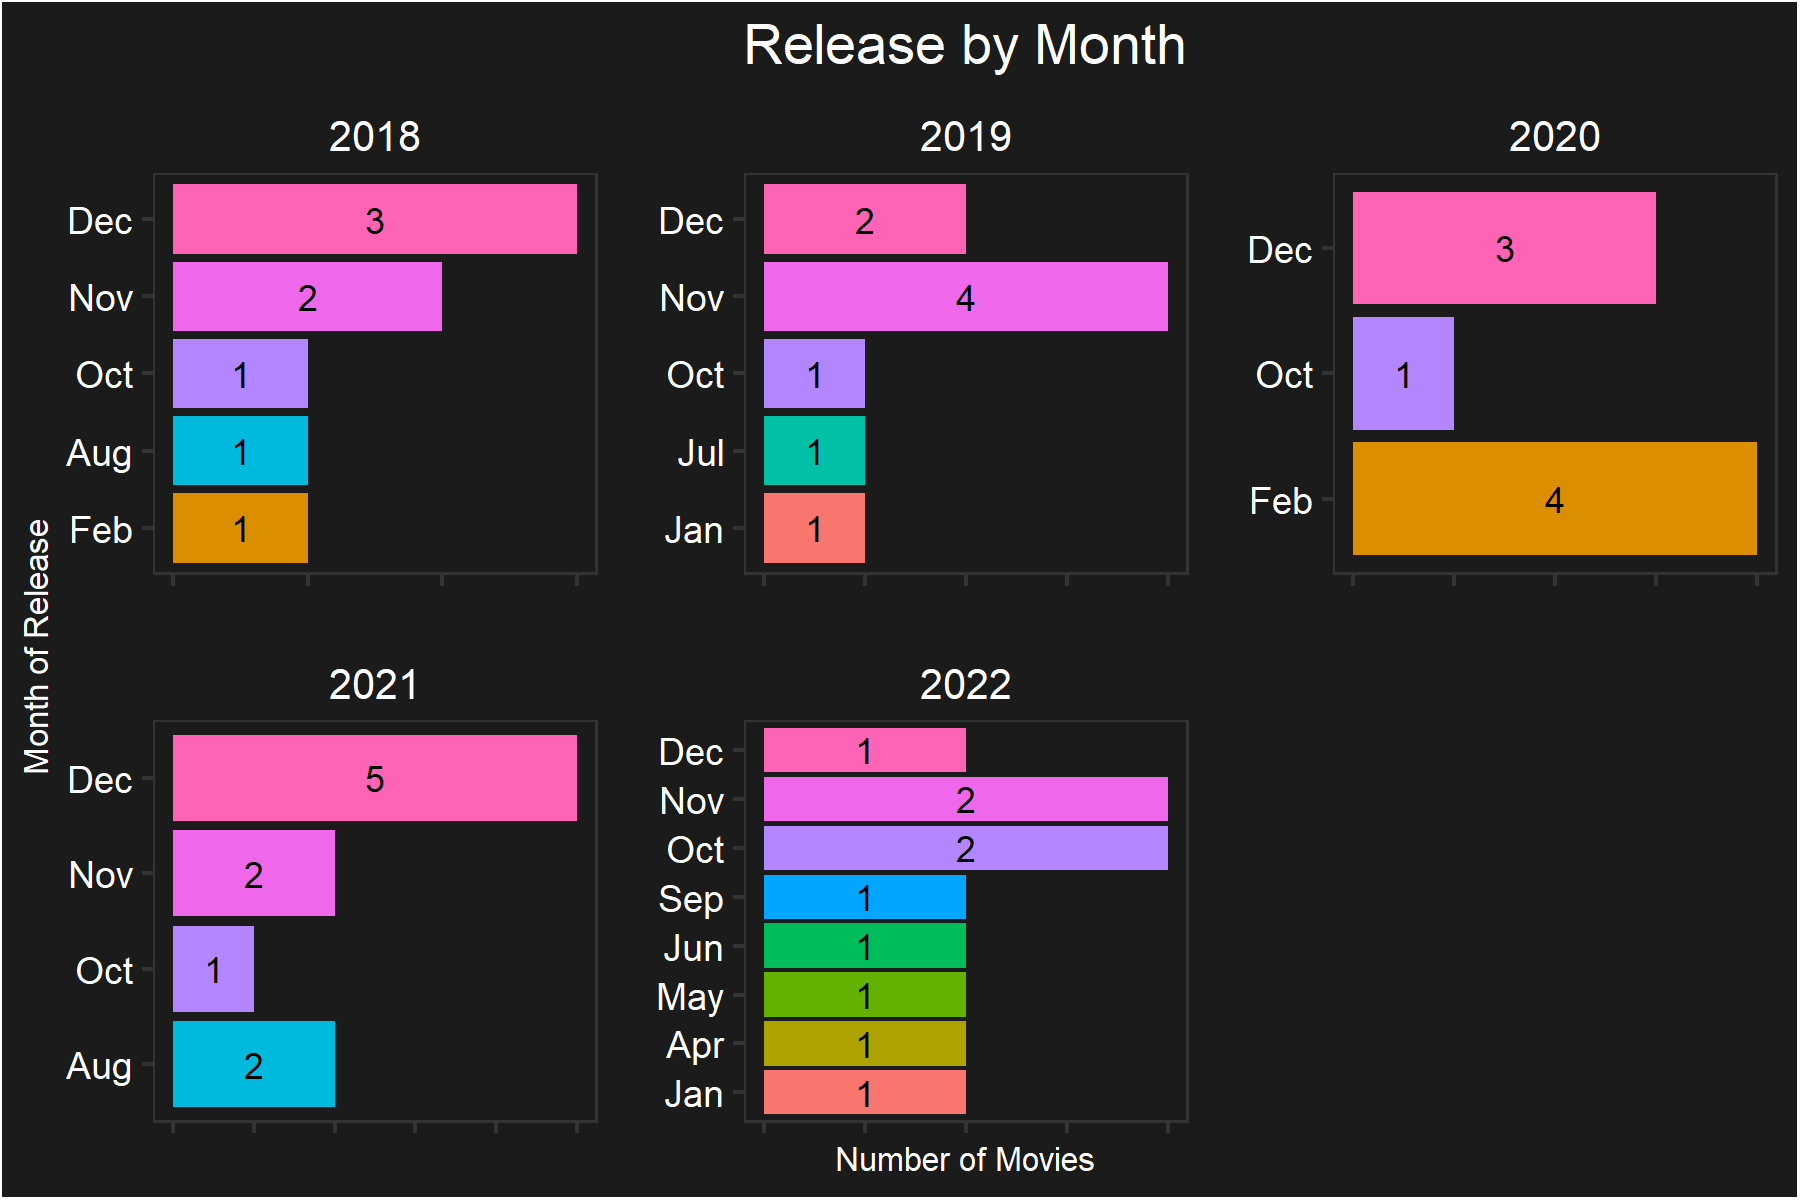 Release by Month
2018
Dec 3
Nov 2
Oct 1
Aug 1
Feb 1
2019
Dec 2
Nov 4
Oct 1
Jul 1
Jan 1
2020
Dec 3
Oct 1
Feb 4
Month of Release
2021
Dec 5
Nov 2
Oct 1
Aug 2
2022
Dec 1
Nov 2
Oct 2
Sep 1
Jun 1
May 1
Apr 1
Jan 1
Number of Movies